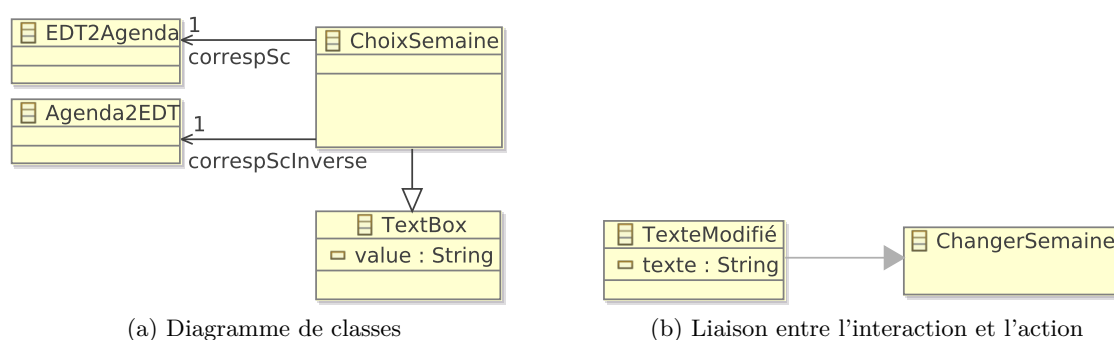 EDT2Agenda
1
correspSc
ChoixSemaine
Agenda2EDT
1
correspScInverse
TextBox
value : String
TexteModifié
texte : String
ChangerSemaine
(a) Diagramme de classes
(b) Liaison entre l'interaction et l'action